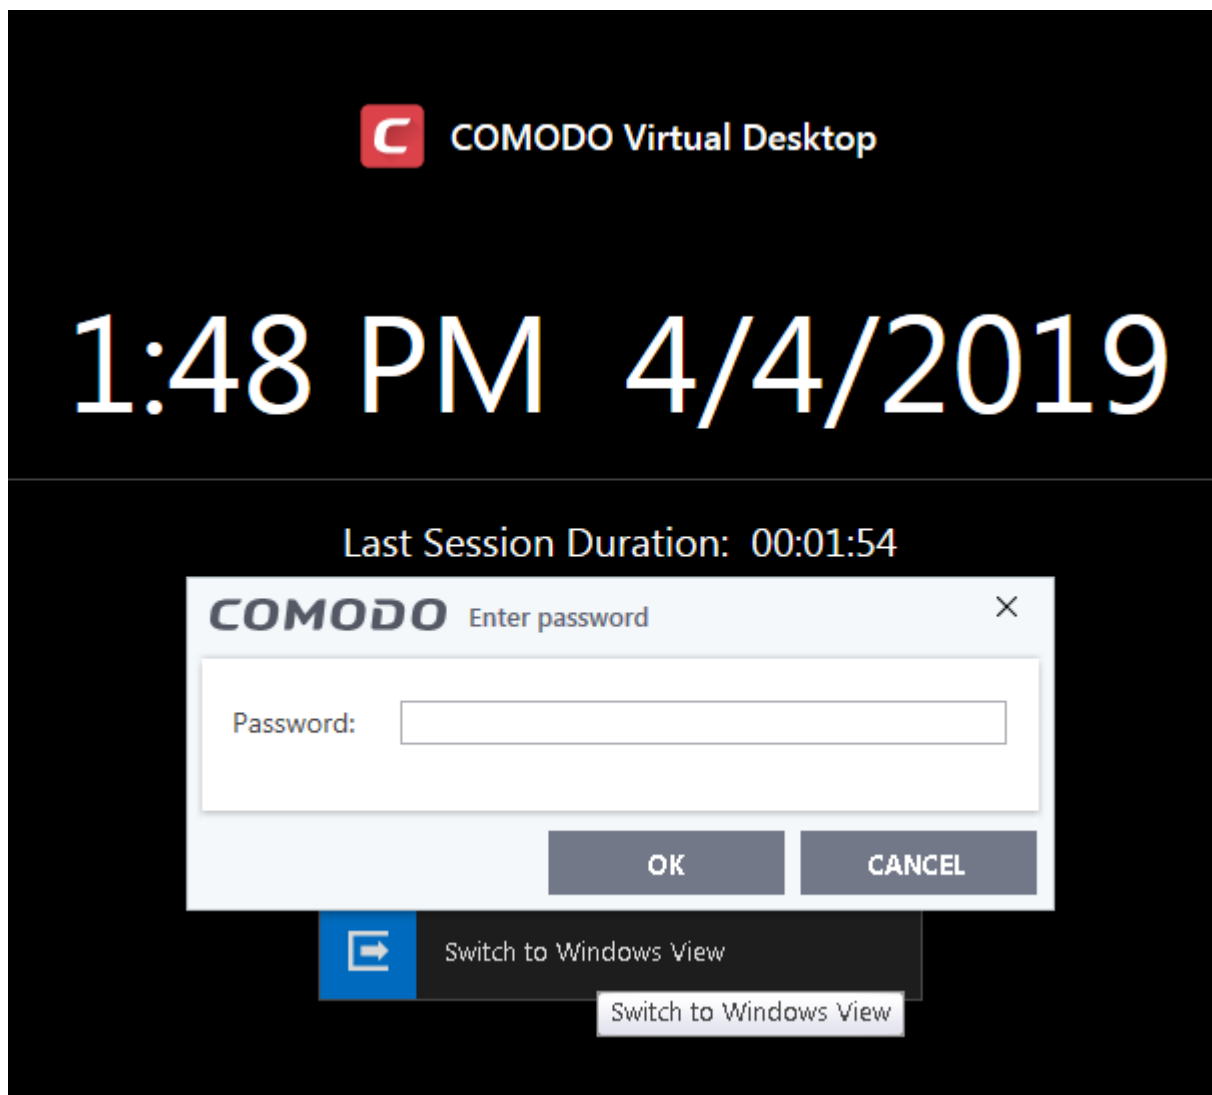 C COMODO Virtual Desktop
1:48 PM 4/4/2019
Last Session Duration: 00:01:54
COMODO Enter password
Password:
OK CANCEL
Switch to Windows View
Switch to Windows View